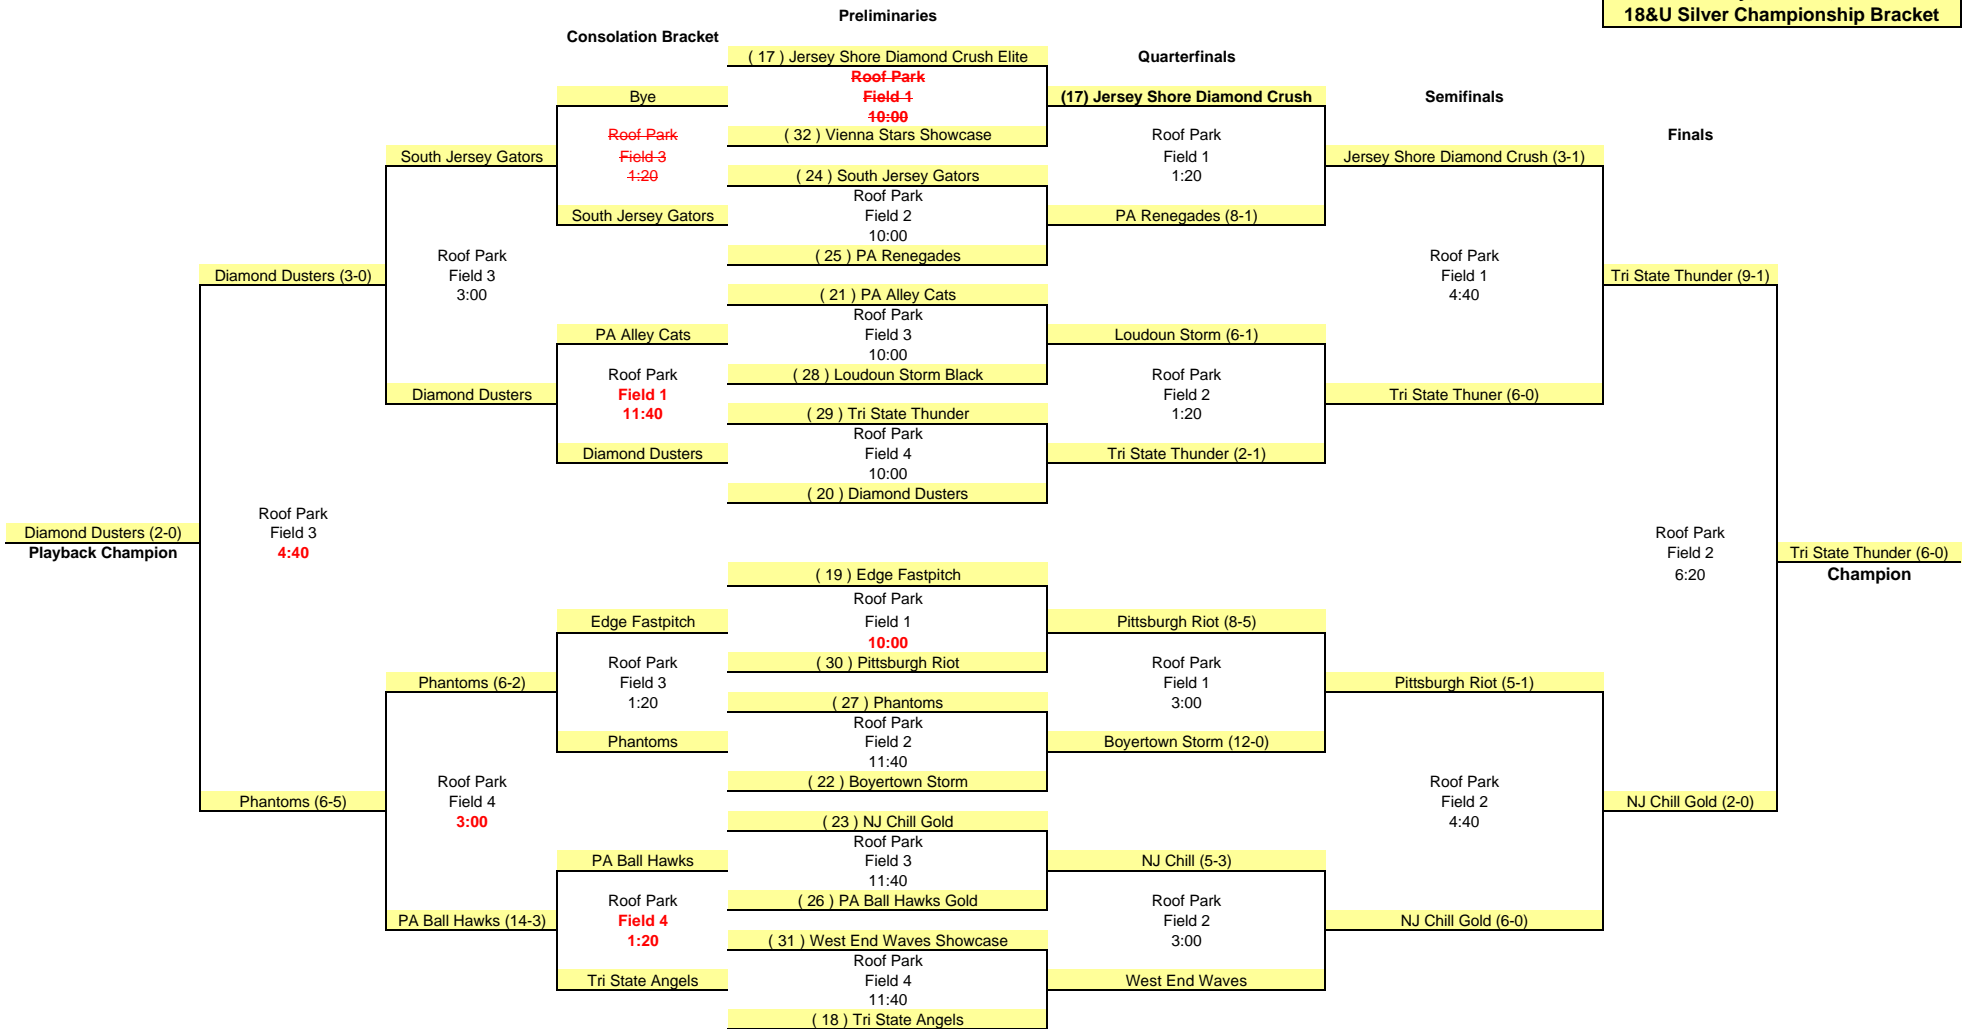 Preliminaries
18&U Silver Championship Bracket
Consolation Bracket
( 17 ) Jersey Shore Diamond Crush Elite
Quarterfinals
Roof Park
Field 1
10:00
Bye
(17) Jersey Shore Diamond Crush
Semifinals
Roof Park
Field 3
1:20
( 32 ) Vienna Stars Showcase
Roof Park
Field 1
1:20
Finals
South Jersey Gators
( 24 ) South Jersey Gators
Jersey Shore Diamond Crush (3-1)
Roof Park
Field 2
10:00
South Jersey Gators
PA Renegades (8-1)
( 25 ) PA Renegades
Roof Park
Field 3
3:00
Roof Park
Field 1
4:40
Diamond Dusters (3-0)
Tri State Thunder (9-1)
( 21 ) PA Alley Cats
Roof Park
Field 3
10:00
PA Alley Cats
Loudoun Storm (6-1)
( 28 ) Loudoun Storm Black
Roof Park
Field 1
11:40
Roof Park
Field 2
1:20
Diamond Dusters
Tri State Thuner (6-0)
( 29 ) Tri State Thunder
Roof Park
Field 4
10:00
Diamond Dusters
Tri State Thunder (2-1)
( 20 ) Diamond Dusters
Roof Park
Field 3
4:40
Diamond Dusters (2-0)
Playback Champion
Roof Park
Field 2
6:20
Tri State Thunder (6-0)
Champion
( 19 ) Edge Fastpitch
Roof Park
Field 1
10:00
Edge Fastpitch
Pittsburgh Riot (8-5)
( 30 ) Pittsburgh Riot
Roof Park
Field 3
1:20
Roof Park
Field 1
3:00
Phantoms (6-2)
Pittsburgh Riot (5-1)
( 27 ) Phantoms
Roof Park
Field 2
11:40
Phantoms
Boyertown Storm (12-0)
( 22 ) Boyertown Storm
Roof Park
Field 4
3:00
Roof Park
Field 2
4:40
Phantoms (6-5)
NJ Chill Gold (2-0)
( 23 ) NJ Chill Gold
Roof Park
Field 3
11:40
PA Ball Hawks
NJ Chill (5-3)
( 26 ) PA Ball Hawks Gold
Roof Park
Field 4
1:20
Roof Park
Field 2
3:00
PA Ball Hawks (14-3)
NJ Chill Gold (6-0)
( 31 ) West End Waves Showcase
Roof Park
Field 4
11:40
Tri State Angels
West End Waves
( 18 ) Tri State Angels